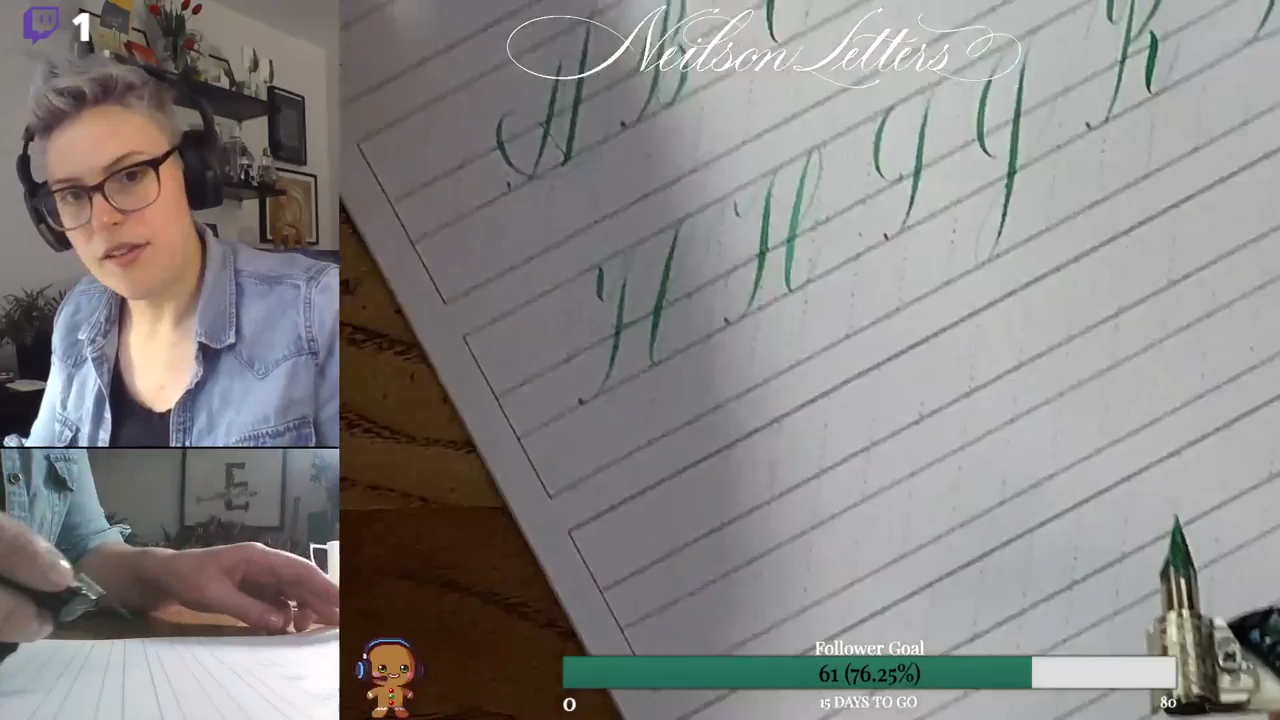 1
Neilson Letters
A
H H
Follower Goal
61 (76.25%)
0 15 DAYS TO GO 80
E